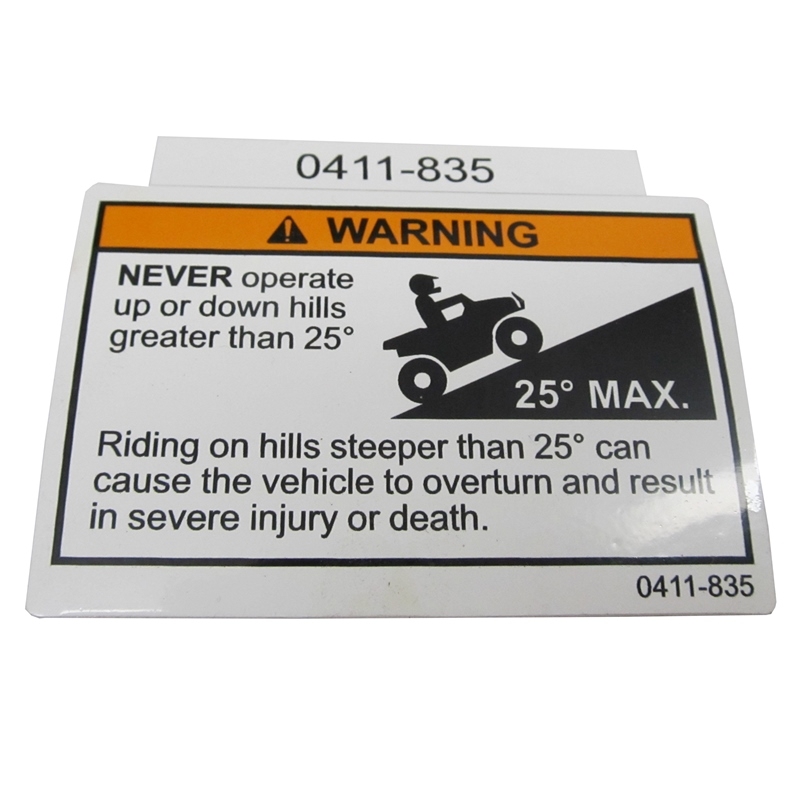 0411-835
WARNING
NEVER operate
up or down hills
greater than 25°
25° MAX.
Riding on hills steeper than 25° can
cause the vehicle to overturn and result
in severe injury or death.
0411-835